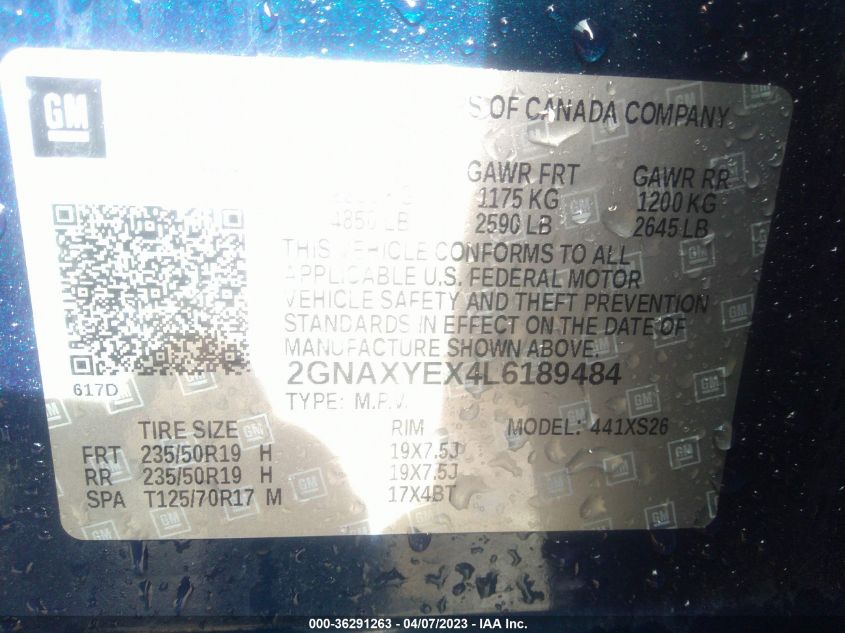 GM
S OF CANADA COMPANY
GAWR FRT GAWR RR
1175 KG 1200 KG
4850 LB 2590 LB 2645 LB
THIS VEHICLE CONFORMS TO ALL
APPLICABLE U.S. FEDERAL MOTOR
VEHICLE SAFETY AND THEFT PREVENTION
STANDARDS IN EFFECT ON THE DATE OF
MANUFACTURE SHOWN ABOVE.
2GNAXYEX4L6189484
617D
TYPE: M.P.V.
TIRE SIZE RIM MODEL: 441XS26
FRT 235/50R19 H 19X7.5J
RR 235/50R19 H 19X7.5J
SPA T125/70R17 M 17X4BT
000-36291263 - 04/07/2023 - IAA Inc.